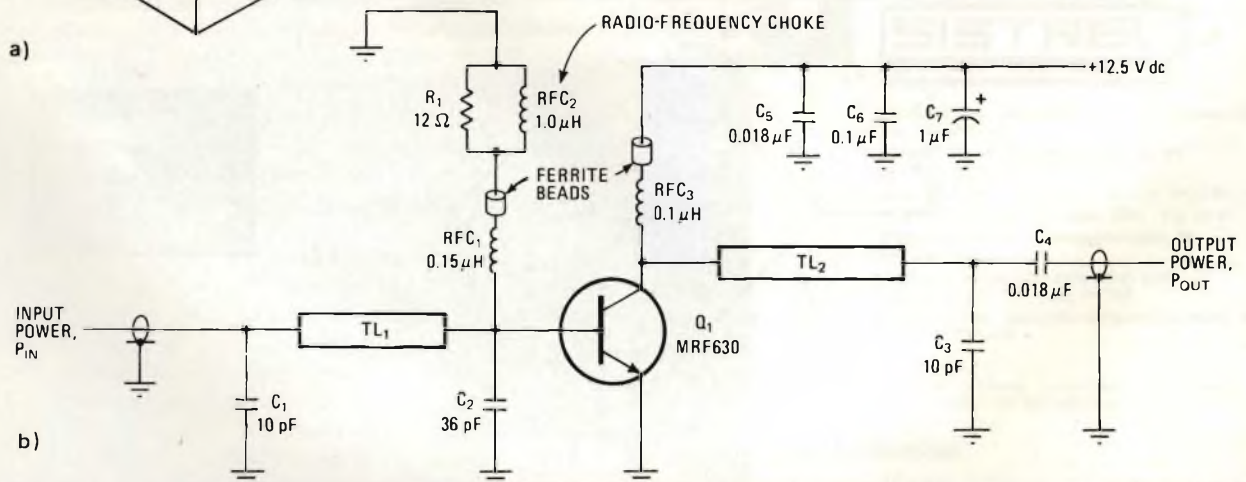 a)
RADIO-FREQUENCY CHOKE
+12.5 V dc
R1
12 Ω
RFC2
1.0 μH
C5
0.018 μF
C6
0.1 μF
C7
1 μF
+
FERRITE
BEADS
RFC3
0.1 μH
RFC1
0.15 μH
INPUT
POWER,
PIN
TL1
Q1
MRF630
TL2
C4
0.018 μF
OUTPUT
POWER,
POUT
C1
10 pF
C2
36 pF
C3
10 pF
b)